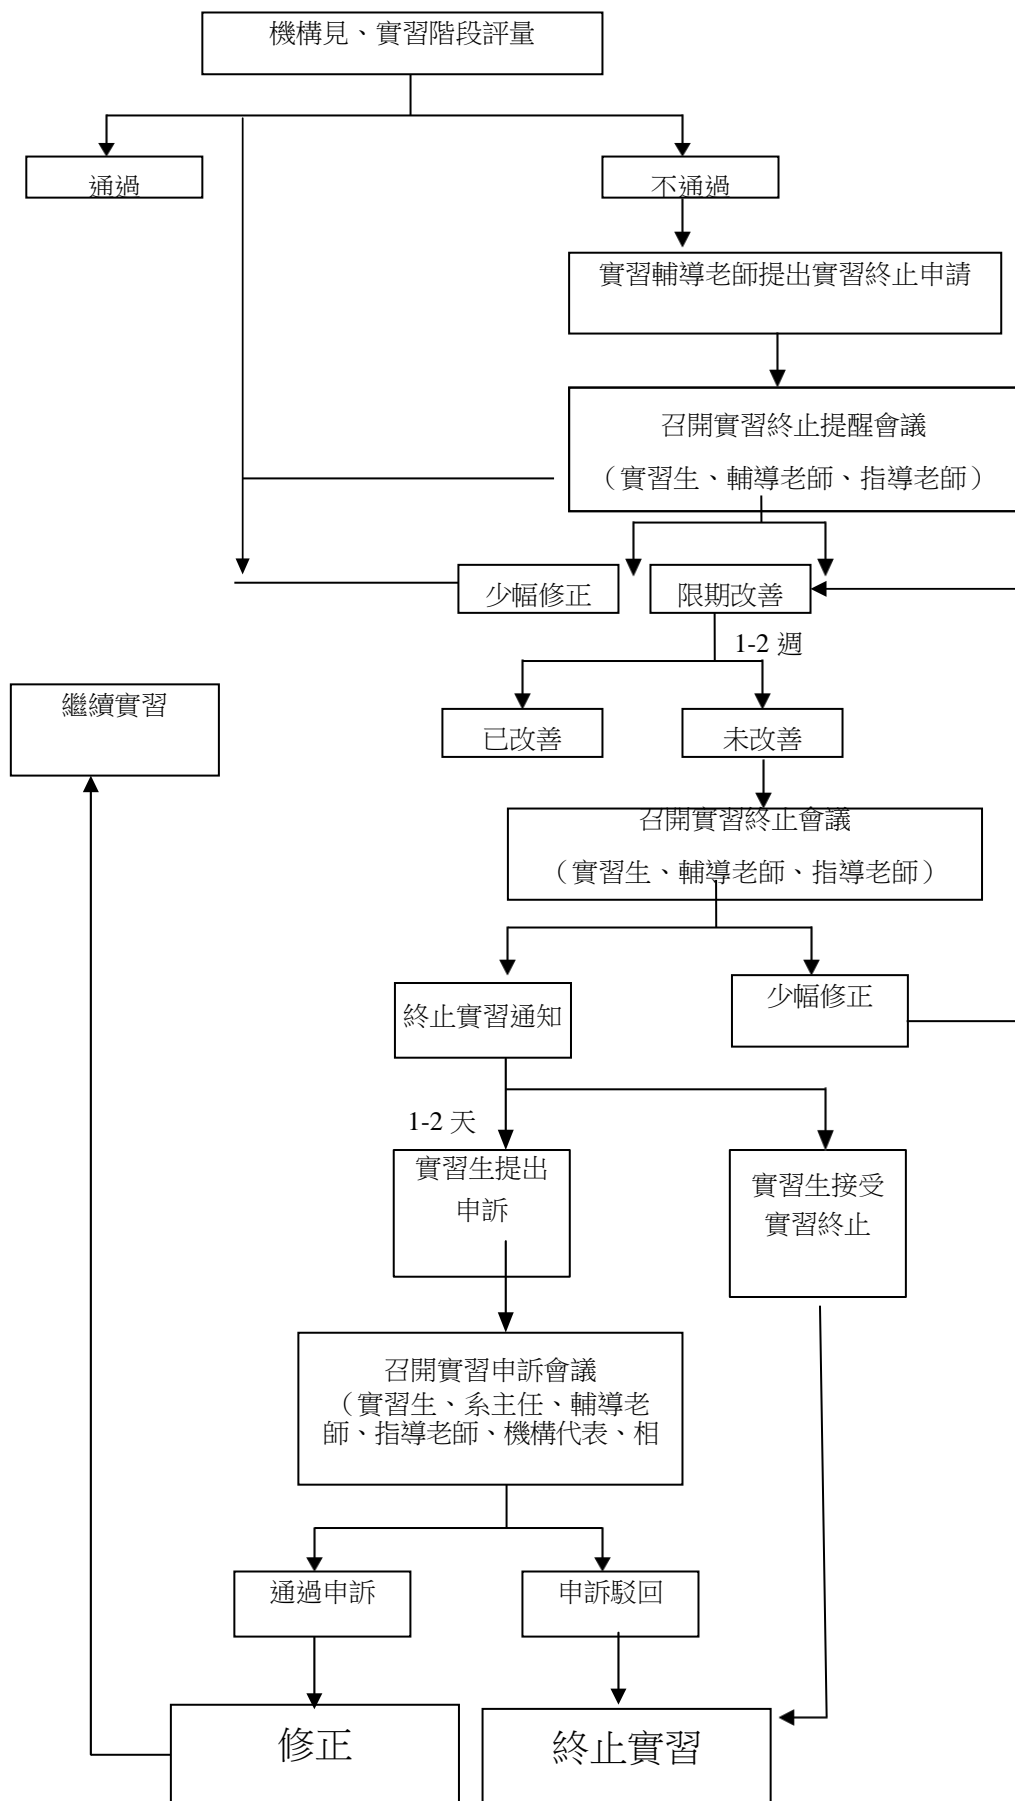 機構見、實習階段評量
通過
不通過
實習輔導老師提出實習終止申請
召開實習終止提醒會議
（實習生、輔導老師、指導老師）
少幅修正
限期改善
1-2 週
繼續實習
已改善
未改善
召開實習終止會議
（實習生、輔導老師、指導老師）
終止實習通知
少幅修正
1-2 天
實習生提出
申訴
實習生接受
實習終止
召開實習申訴會議
（實習生、系主任、輔導老
師、指導老師、機構代表、相
通過申訴
申訴駁回
修正
終止實習